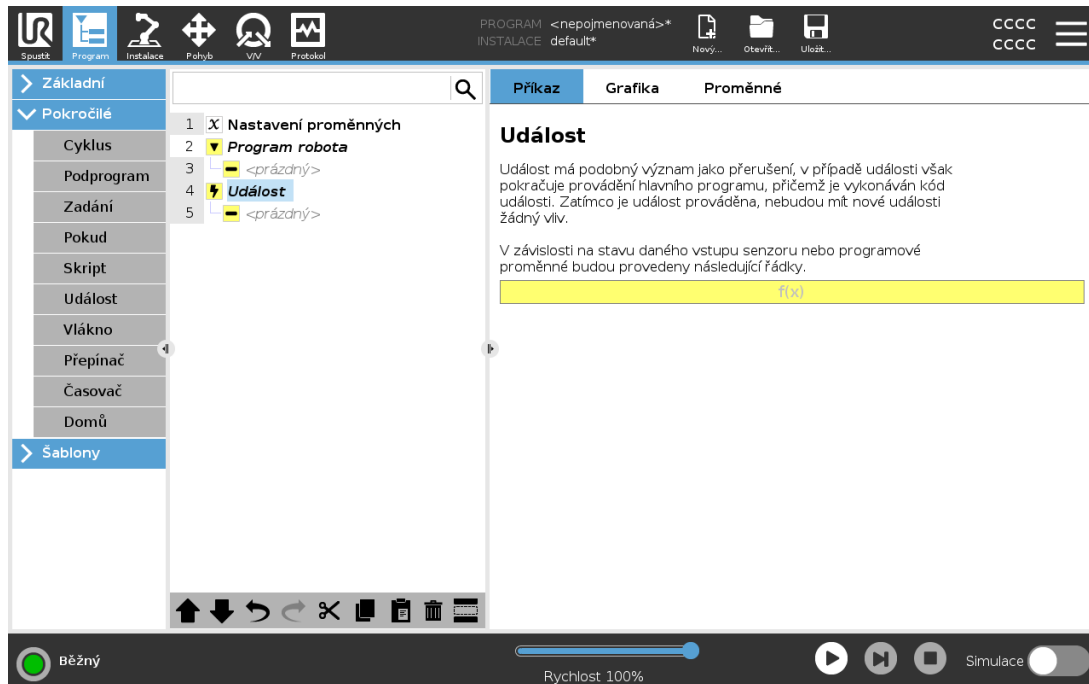 UR
Spustit
Program
Instalace
Pohyb
V/V
Protokol
PROGRAM <nepojmenovaná>*
INSTALACE default*
Nový...
Otevřít...
Uložit...
CCCC
CCCC
Základní
Pokročilé
Cyklus
Podprogram
Zadání
Pokud
Skript
Událost
Vlákno
Přepínač
Časovač
Domů
Šablony
1 X Nastavení proměnných
2 Program robota
3 <prázdný>
4 Událost
5 <prázdný>
Příkaz Grafika Proměnné
Událost
Událost má podobný význam jako přerušení, v případě události však
pokračuje provádění hlavního programu, přičemž je vykonáván kód
události. Zatímco je událost prováděna, nebudou mít nové události
žádný vliv.
V závislosti na stavu daného vstupu senzoru nebo programové
proměnné budou provedeny následující řádky.
f(x)
Běžný
Rychlost 100%
Simulace